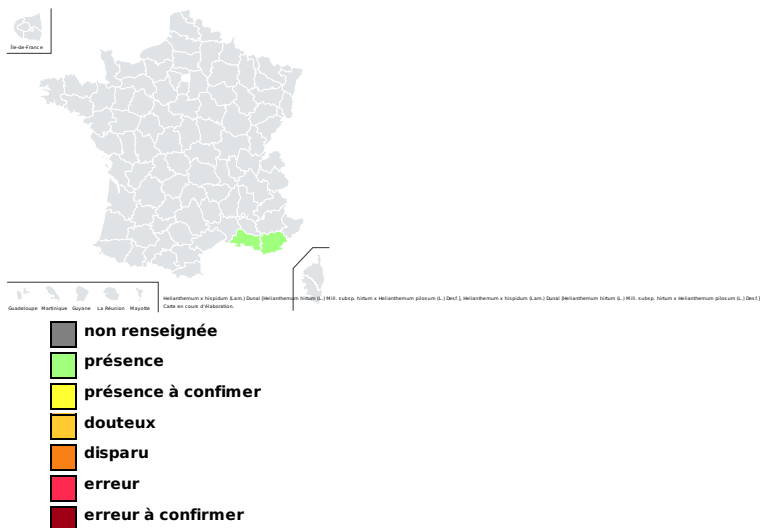 Île-de-France
Guadeloupe Martinique Guyane La Réunion Mayotte
Helianthemum x hispidum (Lam.) Dunal [Helianthemum hirtum (L.) Mill. subsp. hirtum x Helianthemum pilosum (L.) Desf.], Helianthemum x hispidum (Lam.) Dunal [Helianthemum hirtum (L.) Mill. subsp. hirtum x Helianthemum pilosum (L.) Desf.]
Carte en cours d'élaboration.
non renseignée
présence
présence à confimer
douteux
disparu
erreur
erreur à confirmer